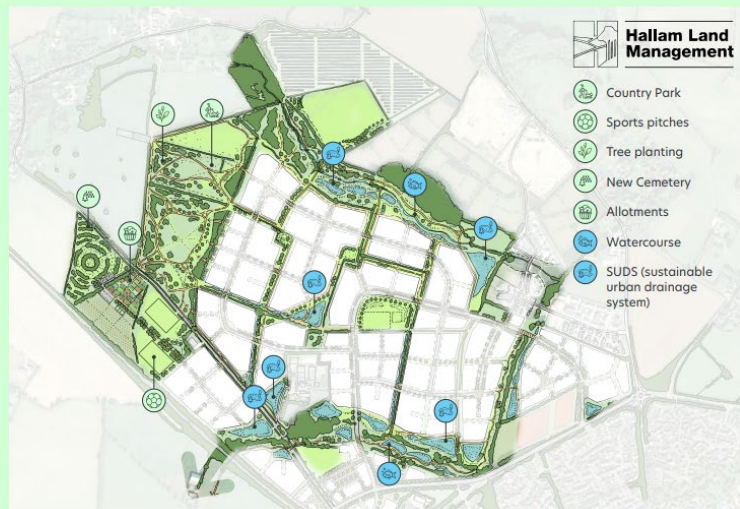 Hallam Land
Management
Country Park
Sports pitches
Tree planting
New Cemetery
Allotments
Watercourse
SUDS (sustainable
urban drainage
system)